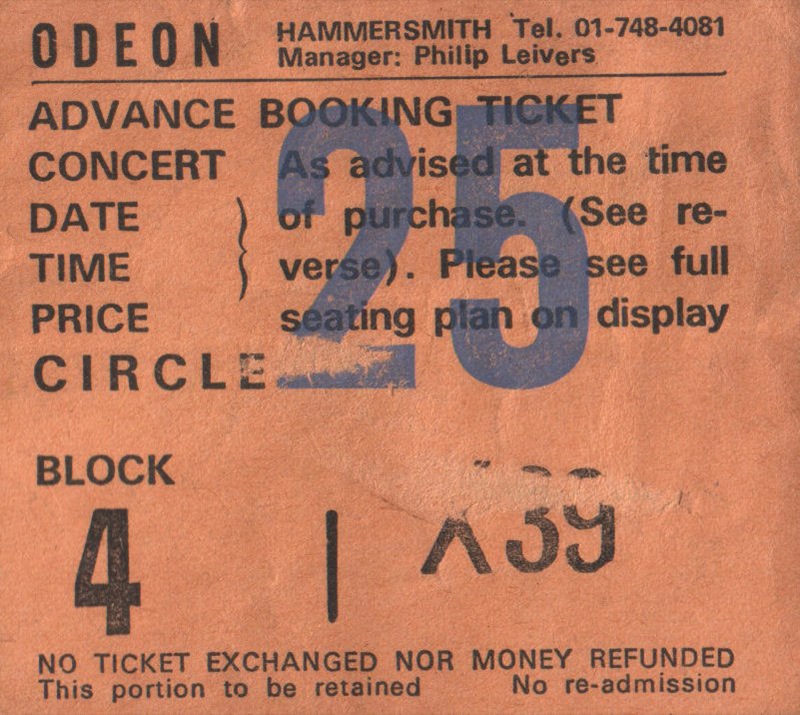 ODEON HAMMERSMITH Tel. 01-748-4081
Manager: Philip Leivers
ADVANCE BOOKING TICKET
CONCERT As advised at the time
DATE of purchase. (See re-
TIME verse). Please see full
PRICE seating plan on display
CIRCLE
25
BLOCK
4 | X39
NO TICKET EXCHANGED NOR MONEY REFUNDED
This portion to be retained No re-admission